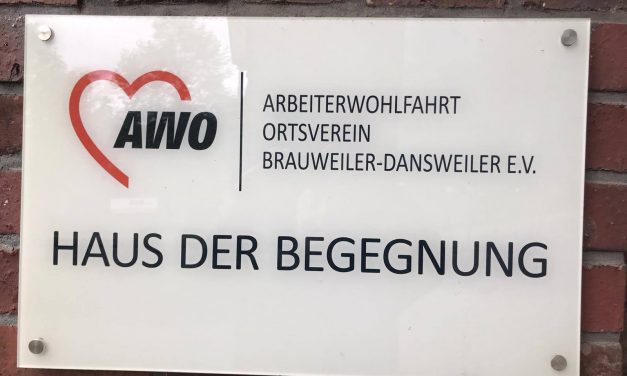 AWO
ARBEITERWOHLFAHRT
ORTSVEREIN
BRAUWEILER-DANSWEILER E.V.
HAUS DER BEGEGNUNG